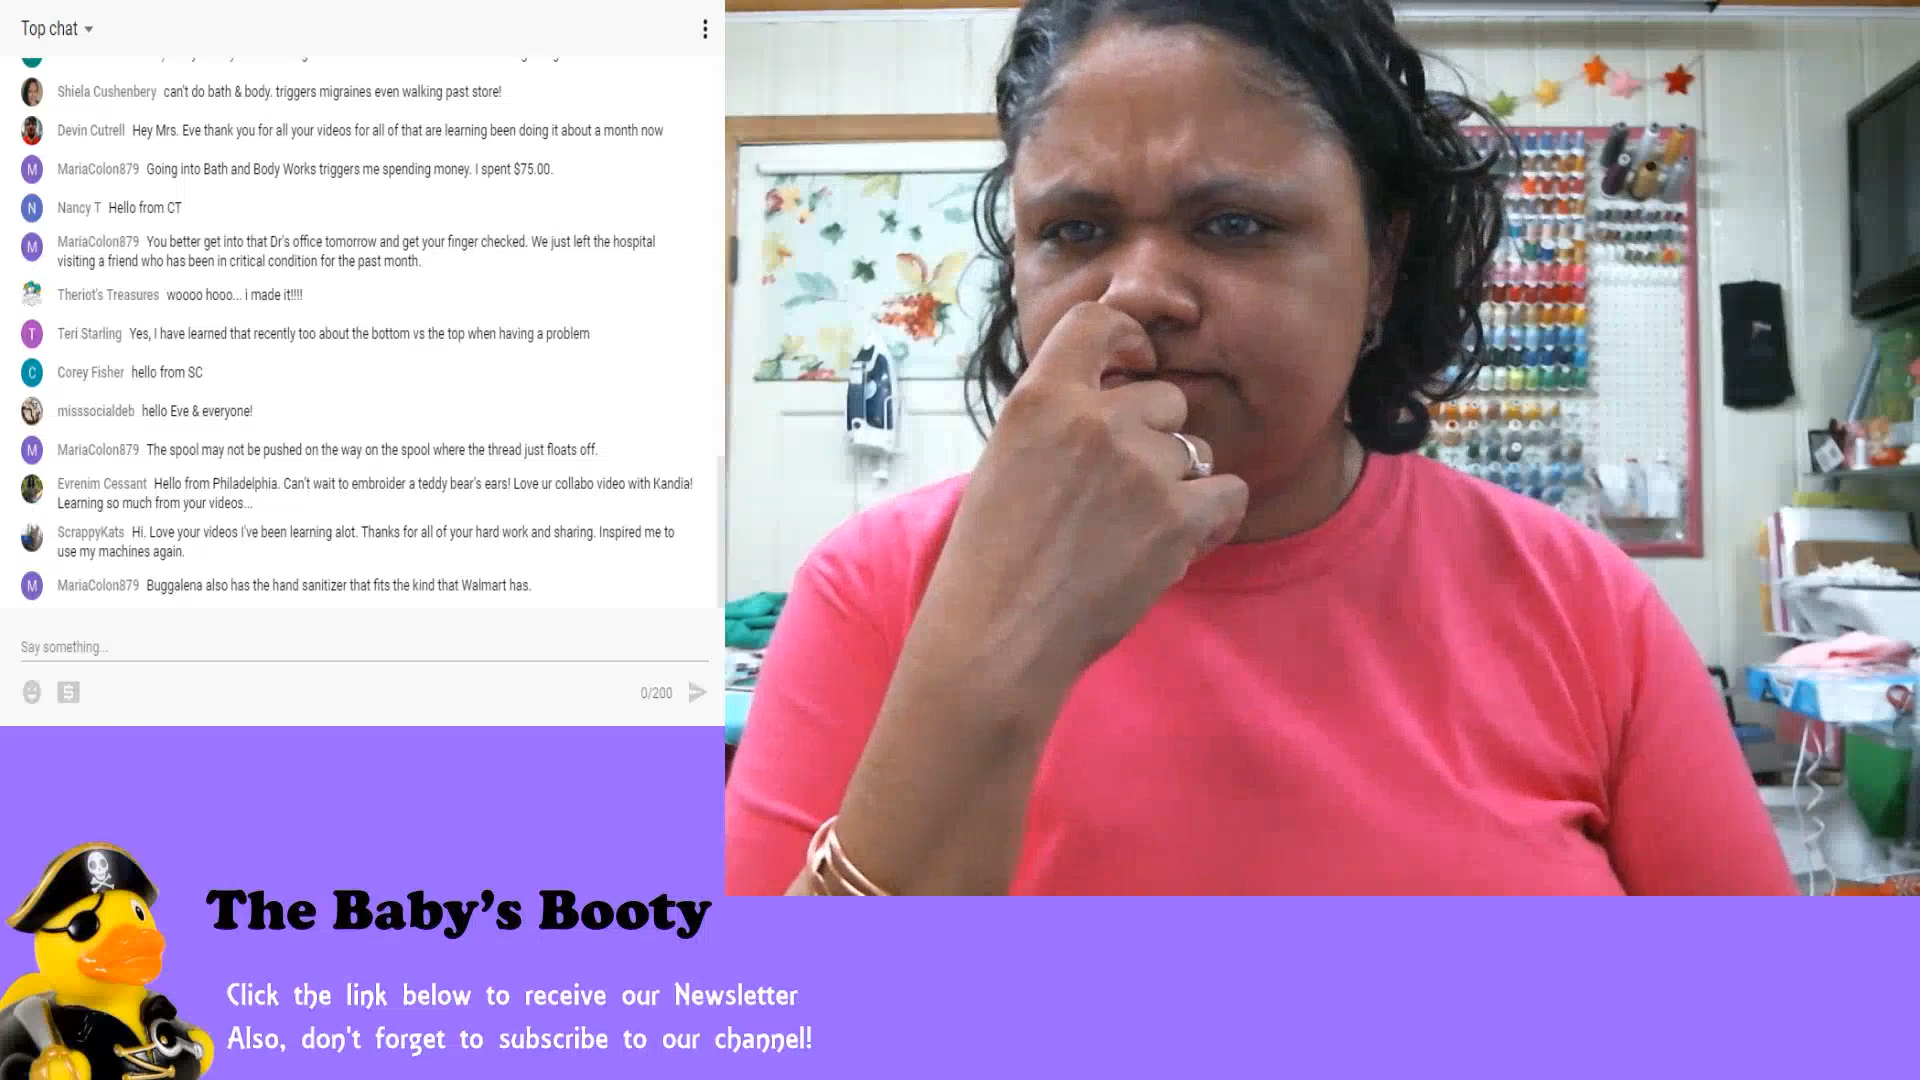 Top chat
Shiela Cushenbery can't do bath & body. triggers migraines even walking past store!
Devin Cutrell Hey Mrs. Eve thank you for all your videos for all of that are learning been doing it about a month now
M MariaColon879 Going into Bath and Body Works triggers me spending money. I spent $75.00.
N Nancy T Hello from CT
M MariaColon879 You better get into that Dr's office tomorrow and get your finger checked. We just left the hospital
visiting a friend who has been in critical condition for the past month.
Theriot's Treasures woooo hooo... i made it!!!!
T Teri Starling Yes, I have learned that recently too about the bottom vs the top when having a problem
C Corey Fisher hello from SC
misssocialdeb hello Eve & everyone!
M MariaColon879 The spool may not be pushed on the way on the spool where the thread just floats off.
Evrenim Cessant Hello from Philadelphia. Can't wait to embroider a teddy bear's ears! Love ur collabo video with Kandia!
Learning so much from your videos...
ScrappyKats Hi. Love your videos I've been learning alot. Thanks for all of your hard work and sharing. Inspired me to
use my machines again.
M MariaColon879 Buggalena also has the hand sanitizer that fits the kind that Walmart has.
Say something...
0/200
The Baby's Booty
Click the link below to receive our Newsletter
Also, don't forget to subscribe to our channel!